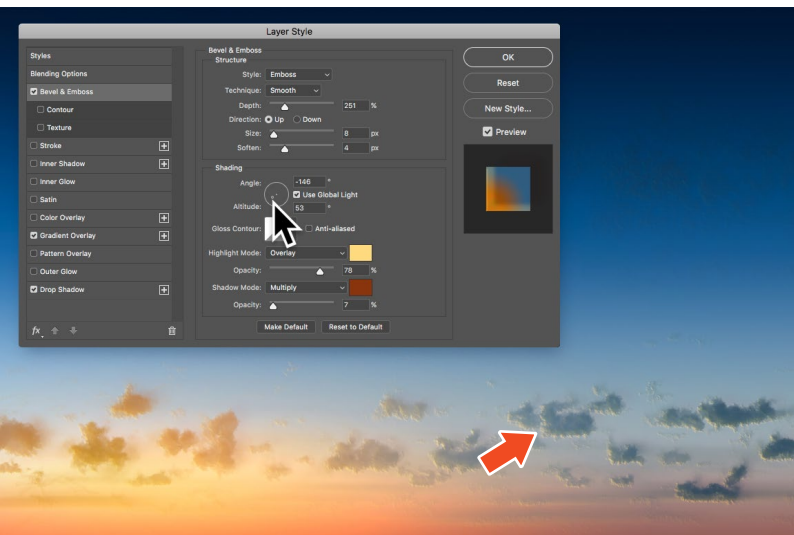 Layer Style
Styles
Blending Options
Bevel & Emboss
Contour
Texture
Stroke
Inner Shadow
Inner Glow
Satin
Color Overlay
Gradient Overlay
Pattern Overlay
Outer Glow
Drop Shadow
fx
Bevel & Emboss
Structure
Style: Emboss
Technique: Smooth
Depth: 251 %
Direction: Up Down
Size: 8 px
Soften: 4 px
Shading
Angle: -146 °
Use Global Light
Altitude: 53 °
Gloss Contour: Anti-aliased
Highlight Mode: Overlay
Opacity: 78 %
Shadow Mode: Multiply
Opacity: 7 %
Make Default Reset to Default
OK
Reset
New Style...
Preview